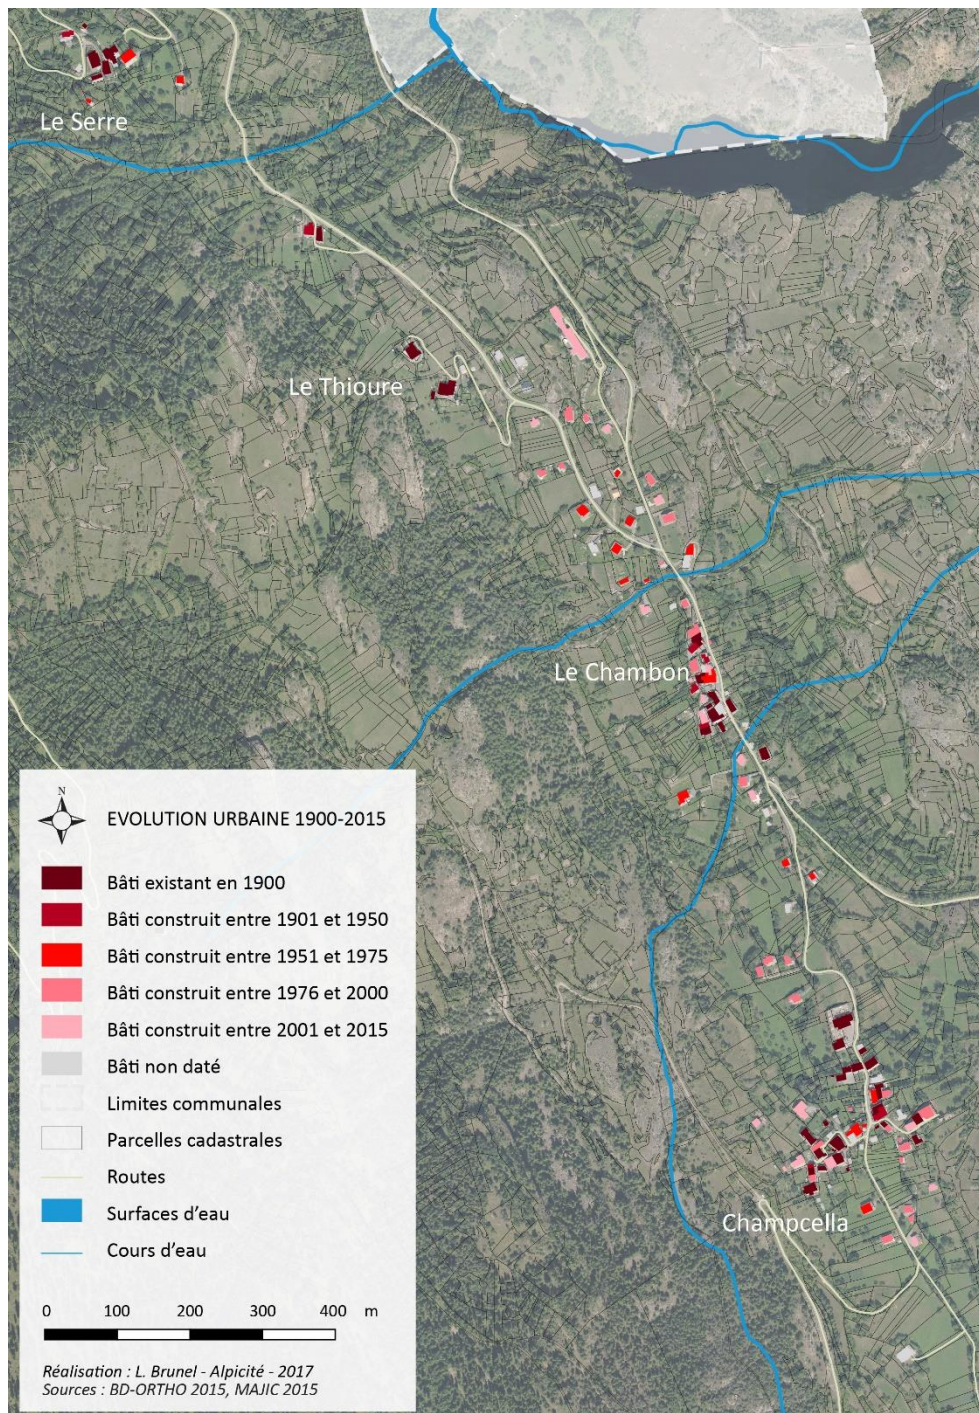 Le Serre
Le Thioure
Le Chambon
Champcella
N
EVOLUTION URBAINE 1900-2015
Bâti existant en 1900
Bâti construit entre 1901 et 1950
Bâti construit entre 1951 et 1975
Bâti construit entre 1976 et 2000
Bâti construit entre 2001 et 2015
Bâti non daté
Limites communales
Parcelles cadastrales
Routes
Surfaces d'eau
Cours d'eau
0 100 200 300 400 m
Réalisation : L. Brunel - Alpicité - 2017
Sources : BD-ORTHO 2015, MAJIC 2015